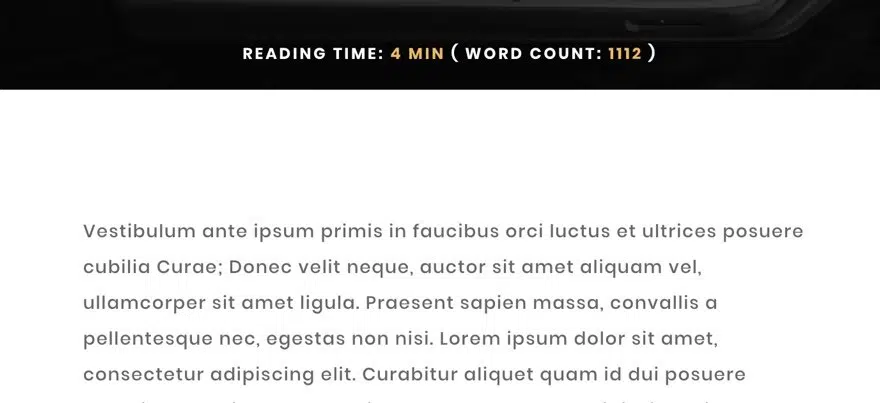 READING TIME: 4 MIN ( WORD COUNT: 1112 )
Vestibulum ante ipsum primis in faucibus orci luctus et ultrices posuere
cubilia Curae; Donec velit neque, auctor sit amet aliquam vel,
ullamcorper sit amet ligula. Praesent sapien massa, convallis a
pellentesque nec, egestas non nisi. Lorem ipsum dolor sit amet,
consectetur adipiscing elit. Curabitur aliquet quam id dui posuere